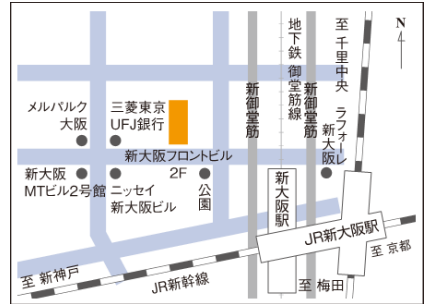 N
至 千里中央
地下鉄 御堂筋線
新御堂筋
新御堂筋
ラフォーレ
新大阪
メルパルク
大阪
三菱東京
UFJ銀行
新大阪フロントビル
2F
新大阪
MTビル2号館
ニッセイ
新大阪ビル
公園
新大阪駅
JR新大阪駅
至 京都
至 新神戸
JR新幹線
至 梅田